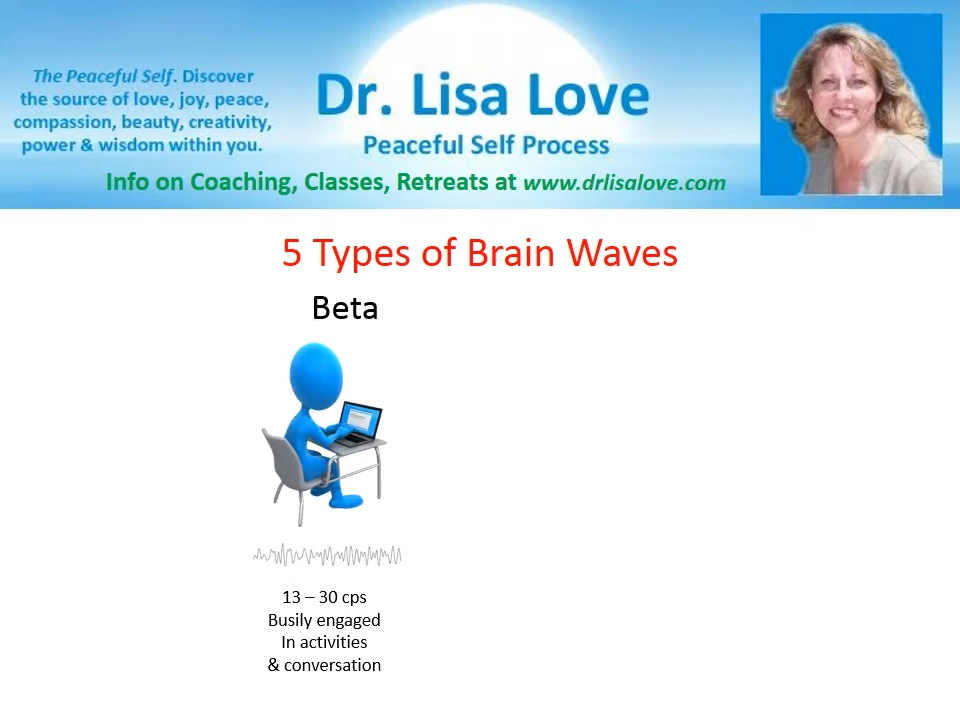 The Peaceful Self. Discover
the source of love, joy, peace,
compassion, beauty, creativity,
power & wisdom within you.
Dr. Lisa Love
Peaceful Self Process
Info on Coaching, Classes, Retreats at www.drlisalove.com
5 Types of Brain Waves
Beta
13 – 30 cps
Busily engaged
In activities
& conversation